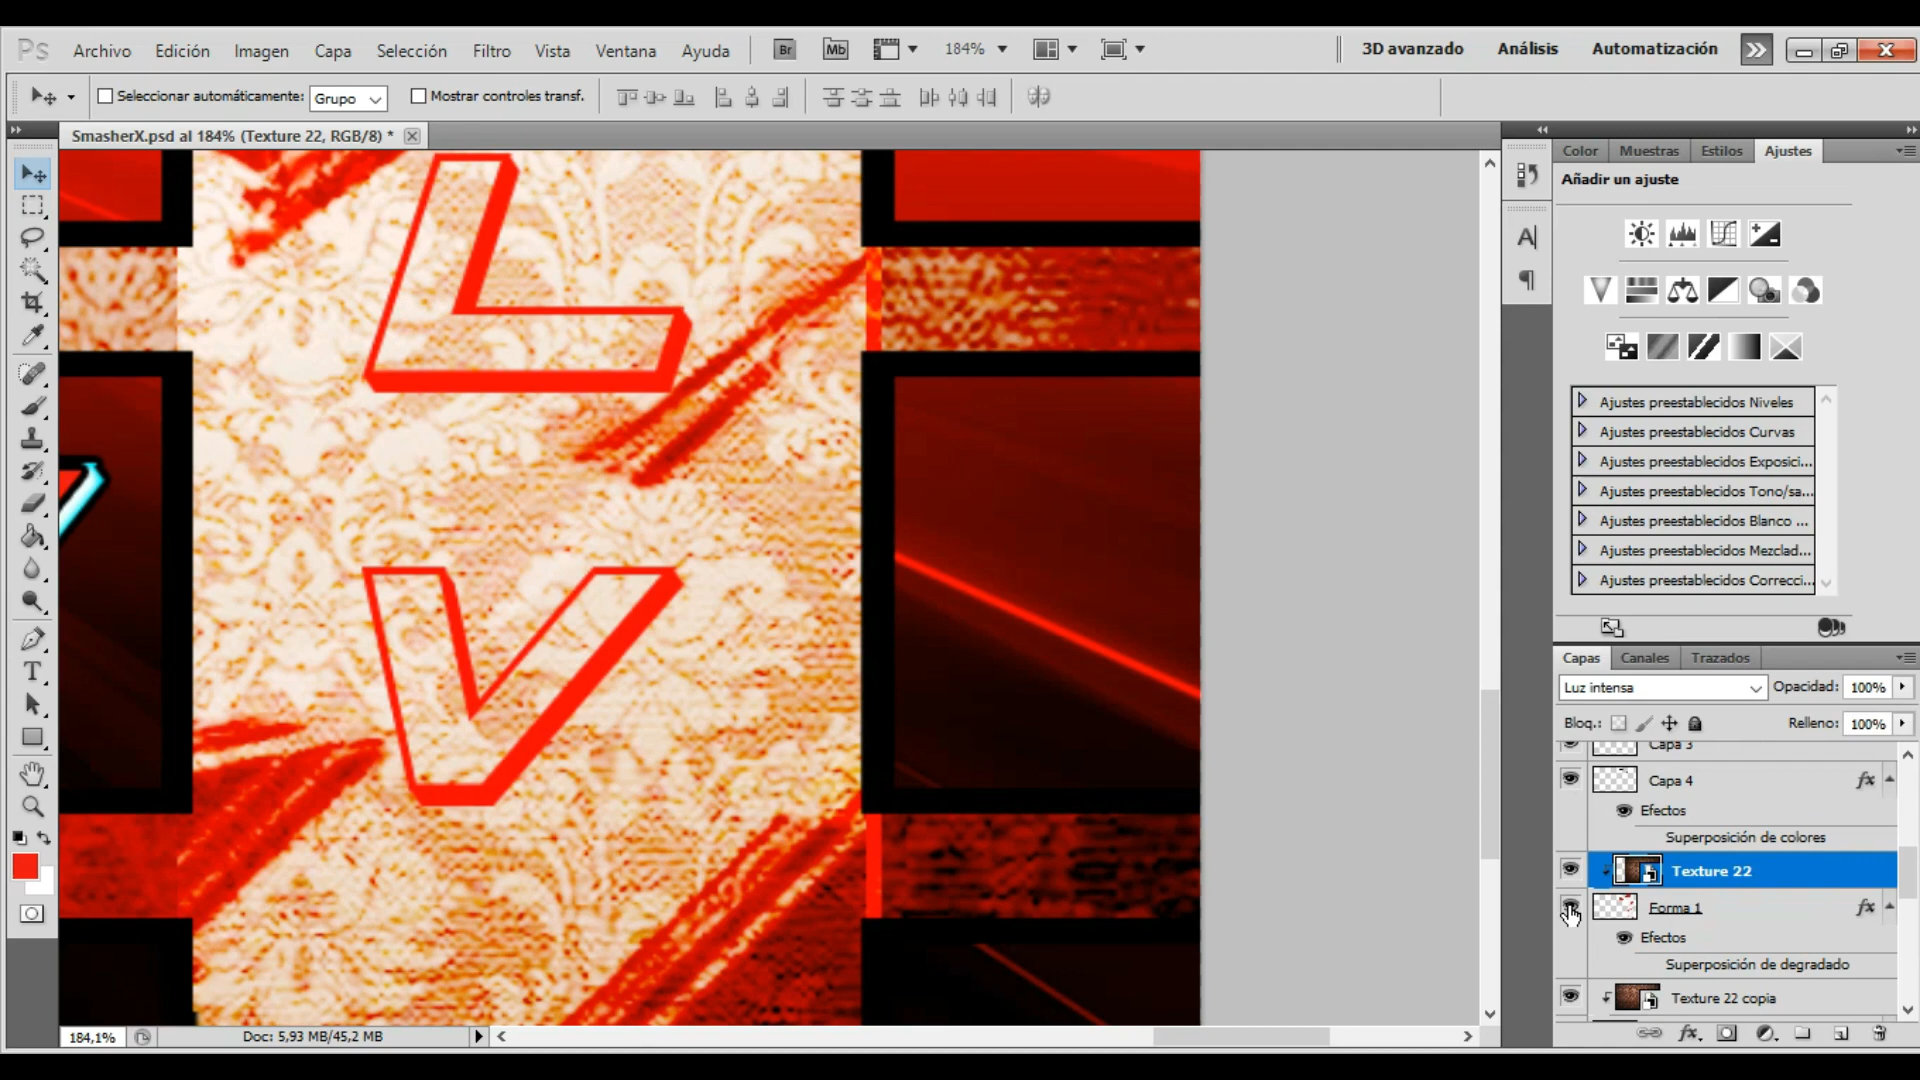 Ps Archivo Edición Imagen Capa Selección Filtro Vista Ventana Ayuda Br Mb 184% 3D avanzado Análisis Automatización
Seleccionar automáticamente: Grupo Mostrar controles transf.
SmasherX.psd al 184% (Texture 22, RGB/8) *
Color Muestras Estilos Ajustes
Añadir un ajuste
Ajustes preestablecidos Niveles
Ajustes preestablecidos Curvas
Ajustes preestablecidos Exposici...
Ajustes preestablecidos Tono/sa...
Ajustes preestablecidos Blanco ...
Ajustes preestablecidos Mezclad...
Ajustes preestablecidos Correcci...
L
V
Capas Canales Trazados
Luz intensa Opacidad: 100%
Bloq.: Relleno: 100%
Capa 3
Capa 4 fx
Efectos
Superposición de colores
Texture 22
Forma 1 fx
Efectos
Superposición de degradado
Texture 22 copia
184,1% Doc: 5,93 MB/45,2 MB